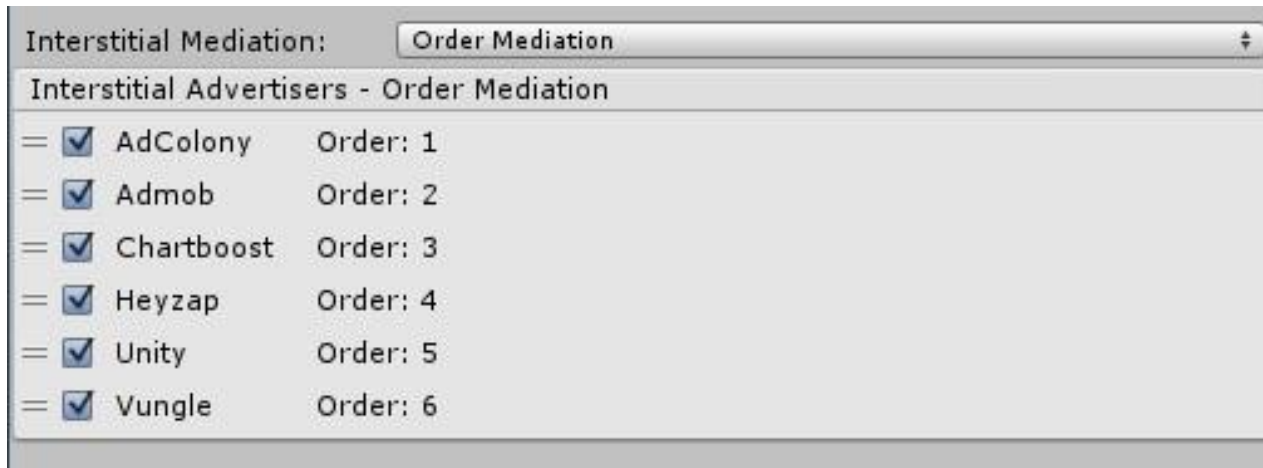 Interstitial Mediation: Order Mediation
Interstitial Advertisers - Order Mediation
AdColony Order: 1
Admob Order: 2
Chartboost Order: 3
Heyzap Order: 4
Unity Order: 5
Vungle Order: 6